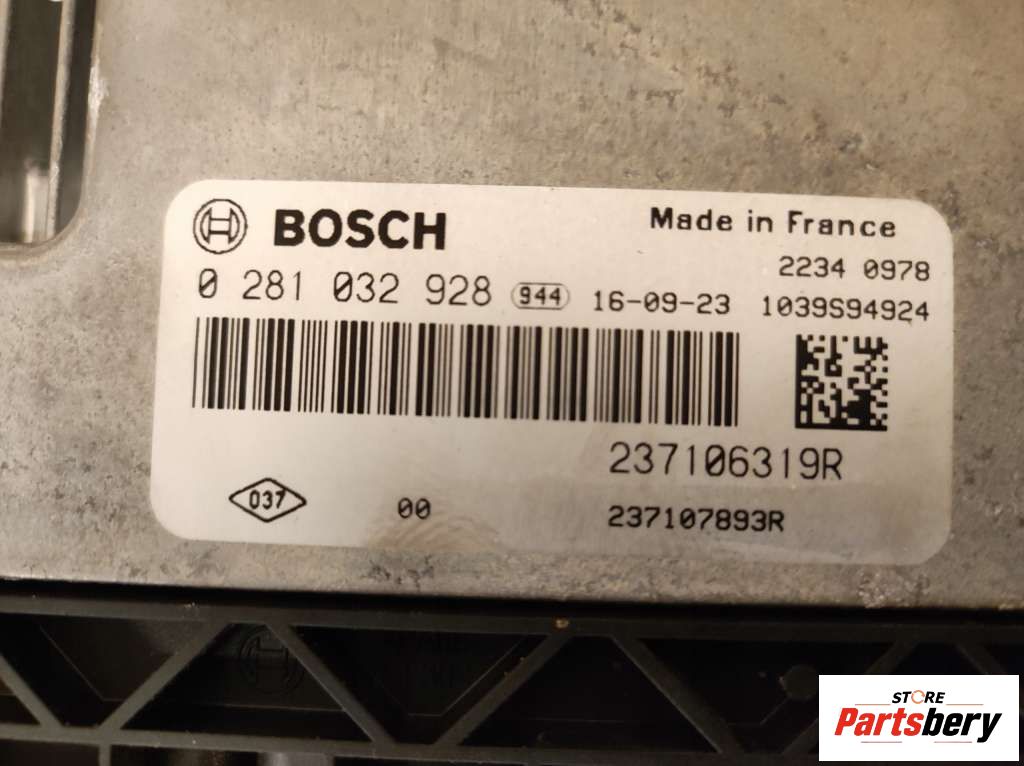 BOSCH
Made in France
2234 0978
0 281 032 928 944 16-09-23 1039S94924
237106319R
037 00 237107893R
STORE
Partsbery